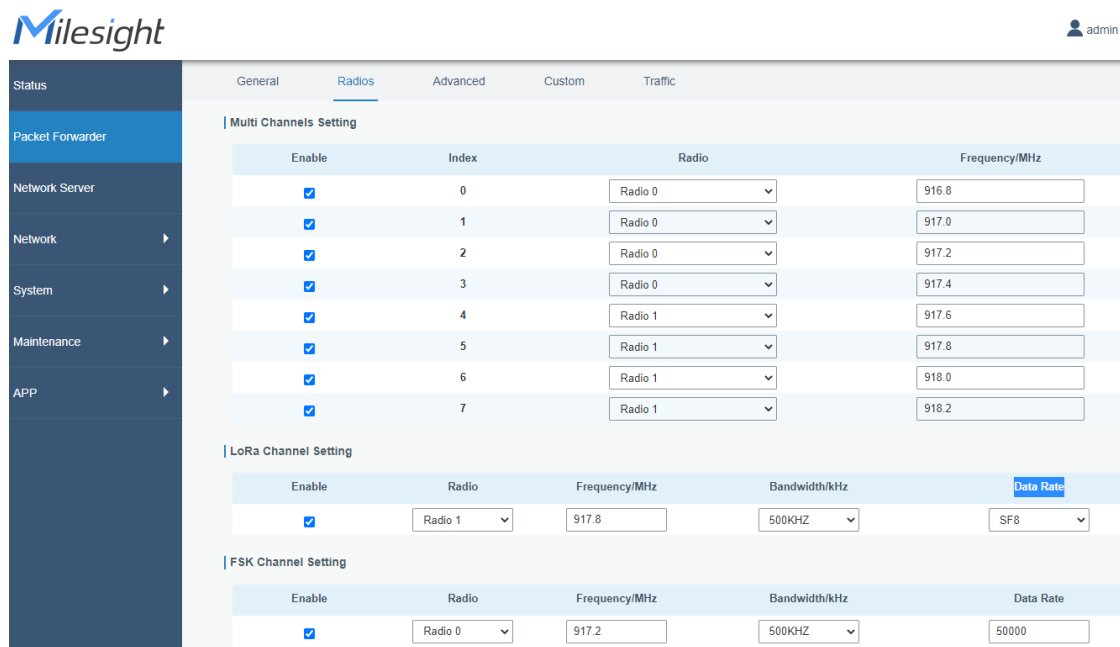 Milesight
admin
Status
Packet Forwarder
Network Server
Network
System
Maintenance
APP
General Radios Advanced Custom Traffic
Multi Channels Setting
Enable Index Radio Frequency/MHz
0 Radio 0 916.8
1 Radio 0 917.0
2 Radio 0 917.2
3 Radio 0 917.4
4 Radio 1 917.6
5 Radio 1 917.8
6 Radio 1 918.0
7 Radio 1 918.2
LoRa Channel Setting
Enable Radio Frequency/MHz Bandwidth/kHz Data Rate
Radio 1 917.8 500KHZ SF8
FSK Channel Setting
Enable Radio Frequency/MHz Bandwidth/kHz Data Rate
Radio 0 917.2 500KHZ 50000